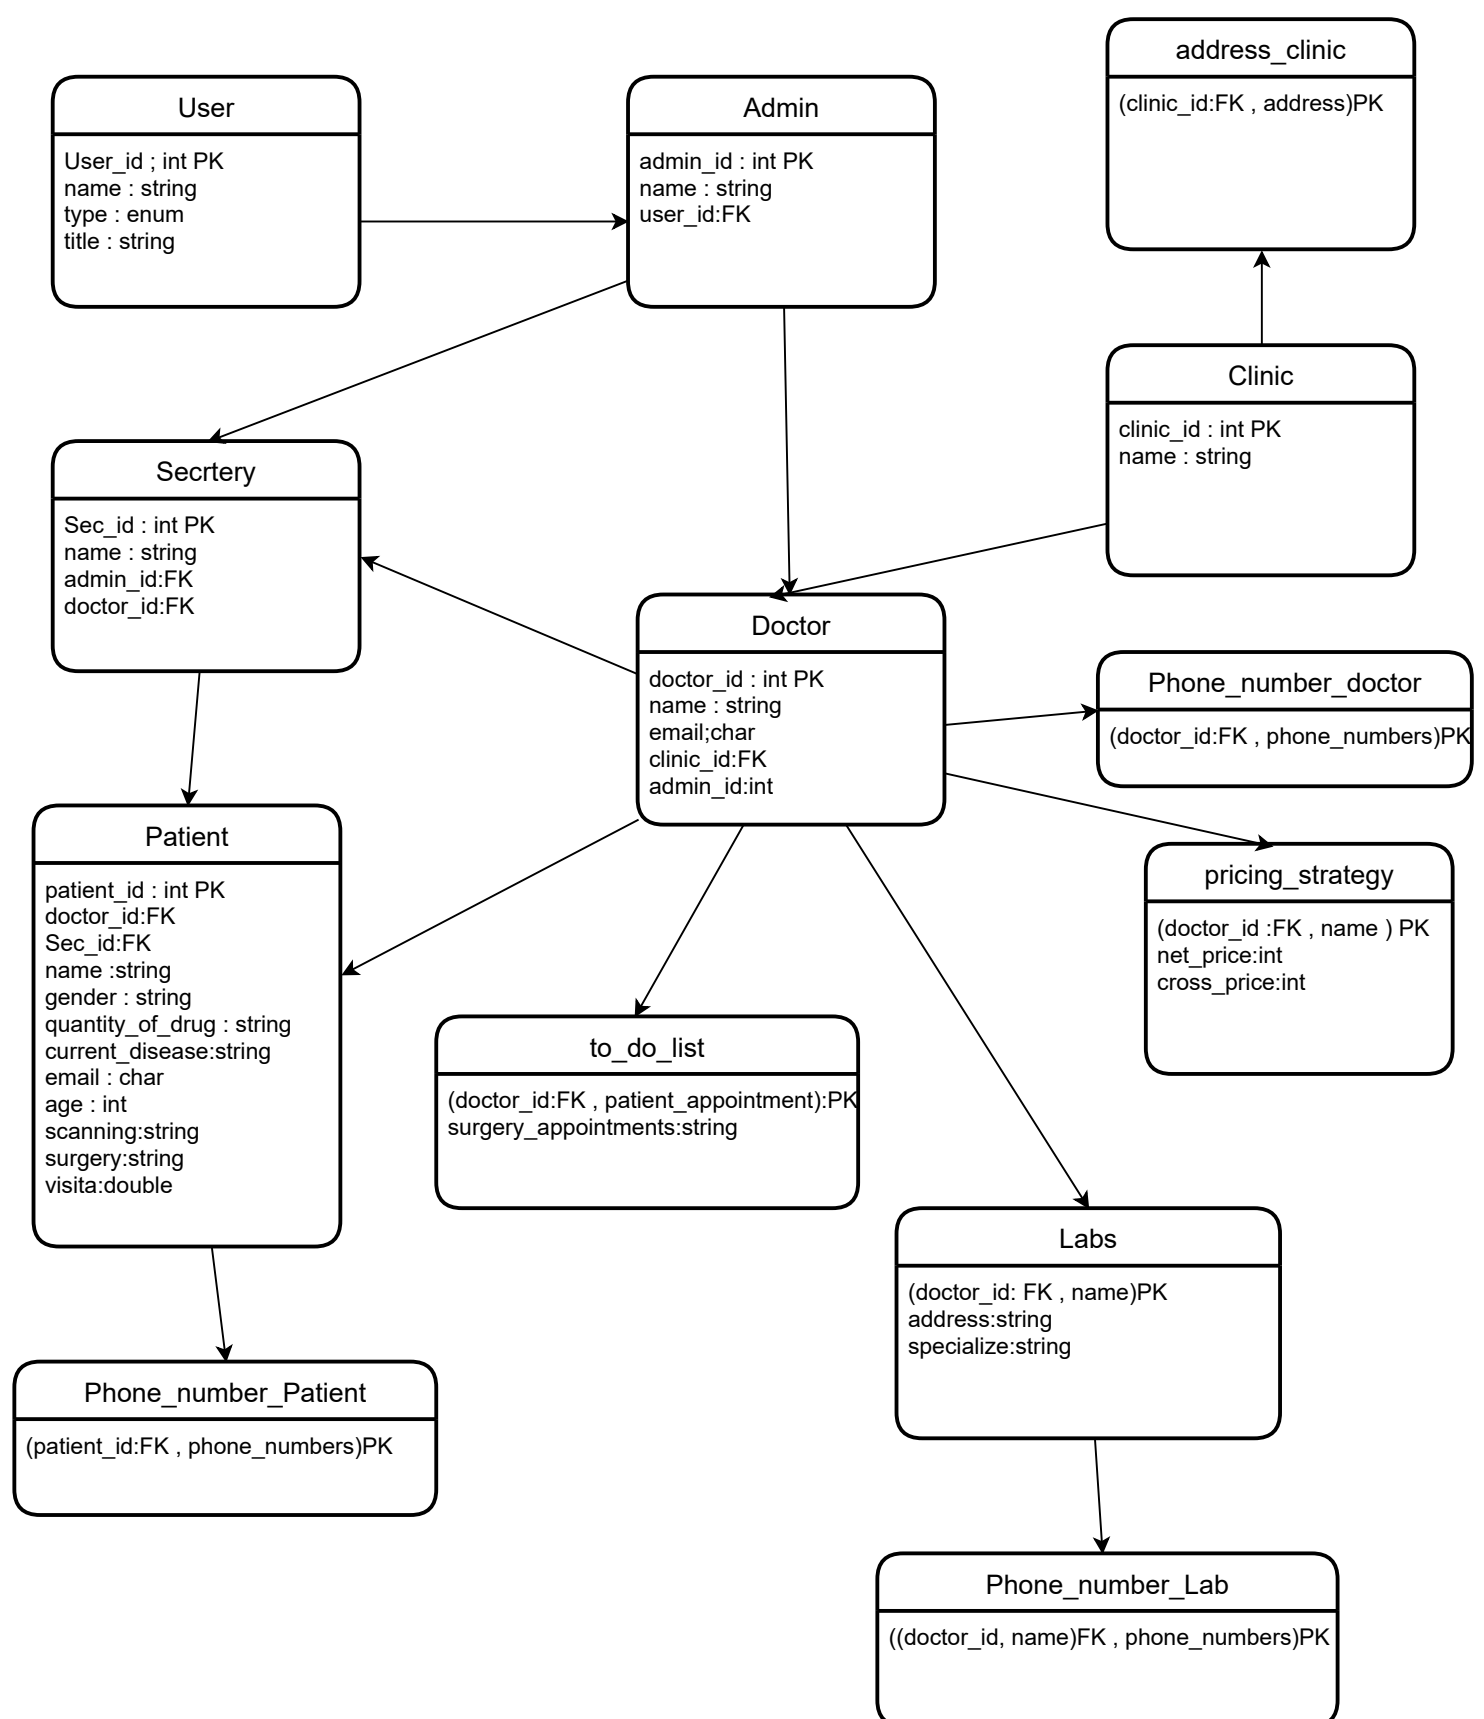 address_clinic
(clinic_id:FK , address)PK
User
User_id ; int PK
name : string
type : enum
title : string
Admin
admin_id : int PK
name : string
user_id:FK
Clinic
clinic_id : int PK
name : string
Secrtery
Sec_id : int PK
name : string
admin_id:FK
doctor_id:FK
Doctor
doctor_id : int PK
name : string
email;char
clinic_id:FK
admin_id:int
Phone_number_doctor
(doctor_id:FK , phone_numbers)PK
Patient
patient_id : int PK
doctor_id:FK
Sec_id:FK
name :string
gender : string
quantity_of_drug : string
current_disease:string
email : char
age : int
scanning:string
surgery:string
visita:double
pricing_strategy
(doctor_id :FK , name ) PK
net_price:int
cross_price:int
to_do_list
(doctor_id:FK , patient_appointment):PK
surgery_appointments:string
Labs
(doctor_id: FK , name)PK
address:string
specialize:string
Phone_number_Patient
(patient_id:FK , phone_numbers)PK
Phone_number_Lab
((doctor_id, name)FK , phone_numbers)PK